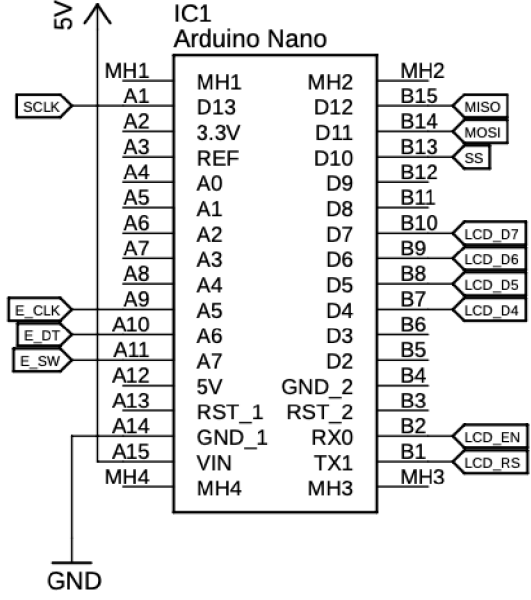 5V
IC1
Arduino Nano
MH1 MH1 MH2 MH2
SCLK A1 D13 D12 B15 MISO
A2 3.3V D11 B14 MOSI
A3 REF D10 B13 SS
A4 A0 D9 B12
A5 A1 D8 B11
A6 A2 D7 B10 LCD_D7
A7 A3 D6 B9 LCD_D6
A8 A4 D5 B8 LCD_D5
E_CLK A9 A5 D4 B7 LCD_D4
E_DT A10 A6 D3 B6
E_SW A11 A7 D2 B5
A12 5V GND_2 B4
A13 RST_1 RST_2 B3
A14 GND_1 RX0 B2 LCD_EN
A15 VIN TX1 B1 LCD_RS
MH4 MH4 MH3 MH3
GND